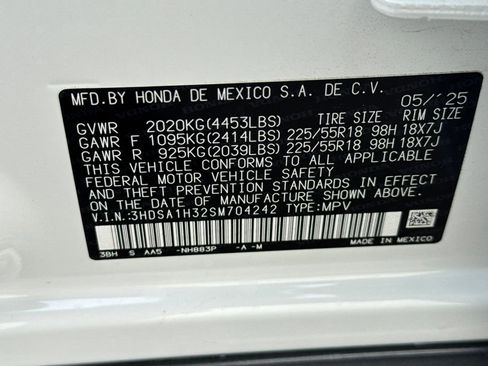 MFD.BY HONDA DE MEXICO S.A. DE C.V. 05/'25
GVWR 2020KG(4453LBS) TIRE SIZE RIM SIZE
GAWR F 1095KG(2414LBS) 225/55R18 98H 18X7J
GAWR R 925KG(2039LBS) 225/55R18 98H 18X7J
THIS VEHICLE CONFORMS TO ALL APPLICABLE
FEDERAL MOTOR VEHICLE SAFETY
STANDARDS IN EFFECT ON THE
DATE OF MANUFACTURE SHOWN ABOVE.
V.I.N.:3HDSA1H32SM704242 TYPE:MPV
3BH S AA5 -NH883P -A -M MADE IN MEXICO